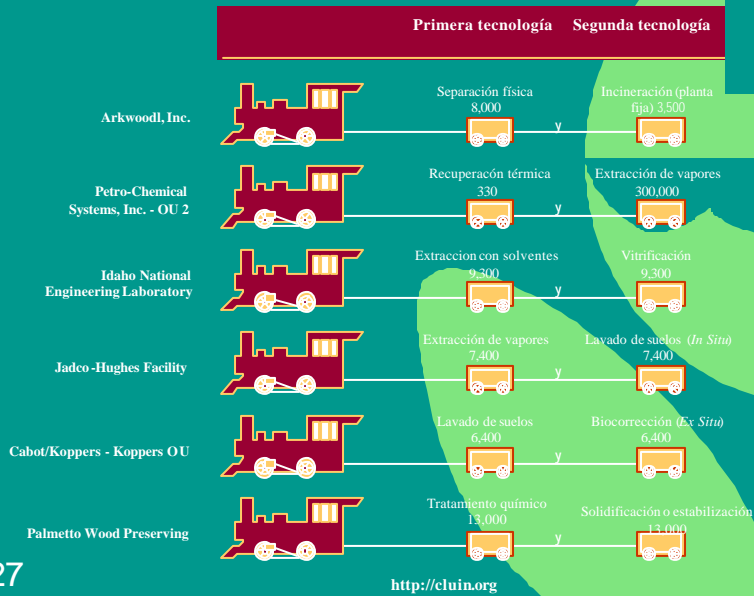 Primera tecnología Segunda tecnología
Arkwoodl, Inc.
Separación física
8,000
y
Incineración (planta
fija) 3,500
Petro-Chemical
Systems, Inc. - OU 2
Recuperacón térmica
330
y
Extracción de vapores
300,000
Idaho National
Engineering Laboratory
Extraccion con solventes
9,300
y
Vitrificación
9,300
Jadco-Hughes Facility
Extracción de vapores
7,400
y
Lavado de suelos (In Situ)
7,400
Cabot/Koppers - Koppers OU
Lavado de suelos
6,400
y
Biocorrección (Ex Situ)
6,400
Palmetto Wood Preserving
Tratamiento químico
13,000
y
Solidificación o estabilización
13,000
27
http://cluin.org